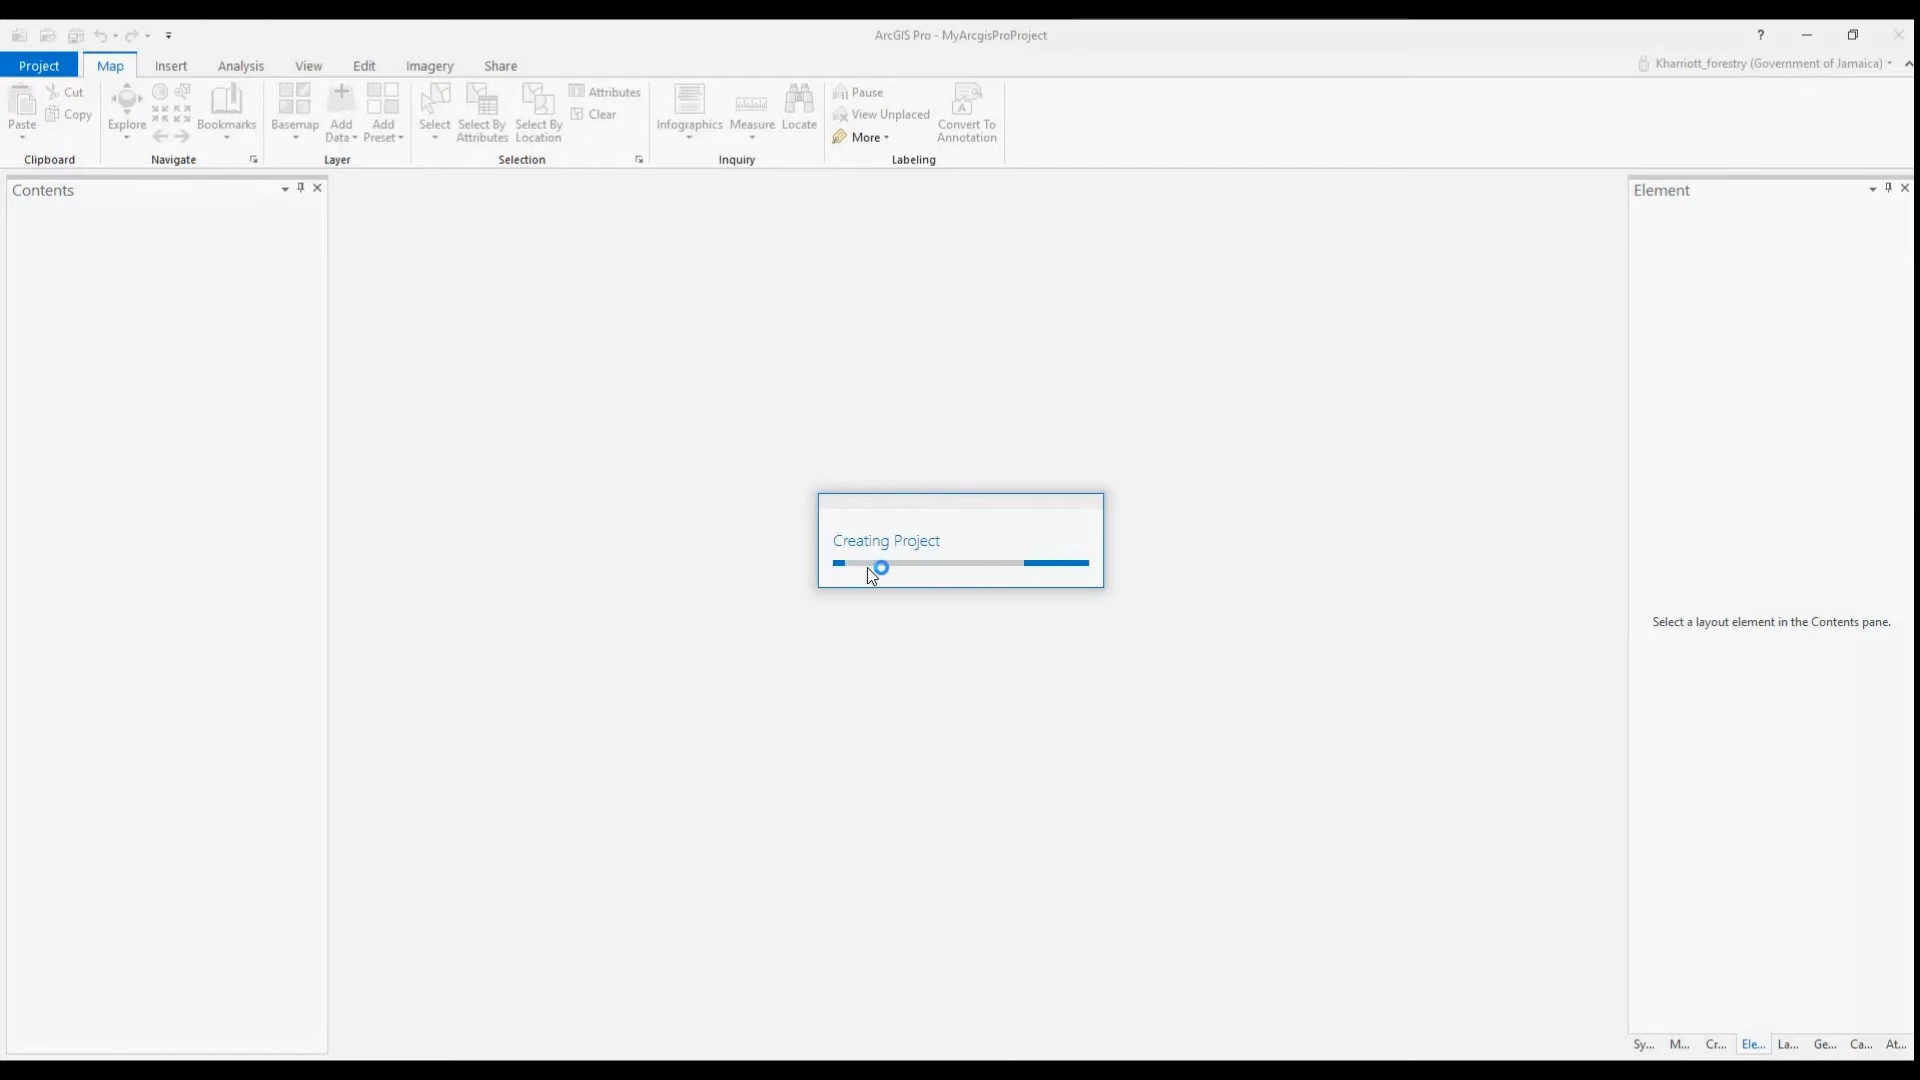 ArcGIS Pro - MyArcgisProProject
?
Project Map Insert Analysis View Edit Imagery Share
Kharriott_forestry (Government of Jamaica)
Paste
Cut
Copy
Clipboard
Explore
Bookmarks
Navigate
Basemap
Add
Data
Add
Preset
Layer
Select
Select By
Attributes
Select By
Location
Attributes
Clear
Selection
Infographics
Measure
Locate
Inquiry
Pause
View Unplaced
More
Convert To
Annotation
Labeling
Contents
Element
Creating Project
Select a layout element in the Contents pane.
Sy... M... Cr... Ele... La... Ge... Ca... At...